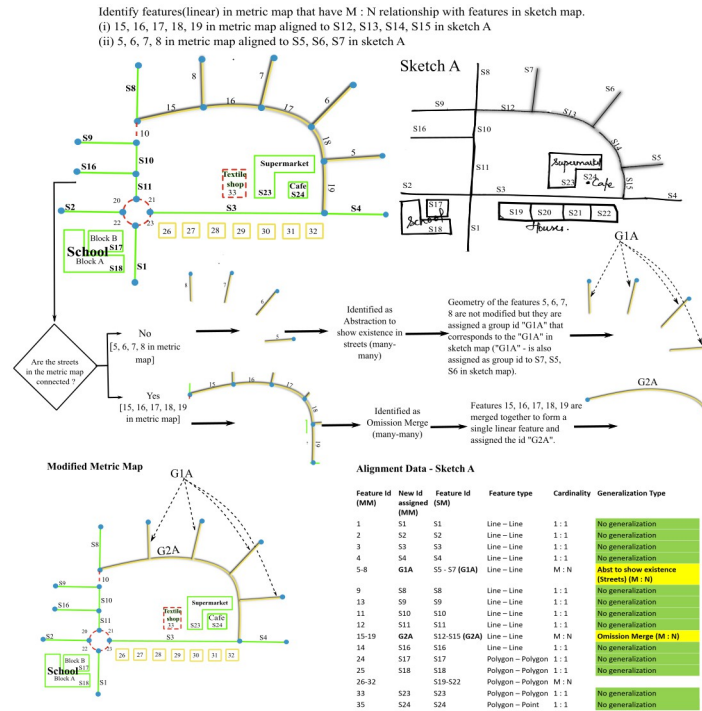 Identify features(linear) in metric map that have M : N relationship with features in sketch map.
(i) 15, 16, 17, 18, 19 in metric map aligned to S12, S13, S14, S15 in sketch A
(ii) 5, 6, 7, 8 in metric map aligned to S5, S6, S7 in sketch A
S8
8
7
6
15
16
17
18
5
19
10
S9
S10
S16
S11
S2
20
21
22
23
S3
S4
S1
Textile
shop
33
Supermarket
S23
Cafe
S24
26 27 28 29 30 31 32
Block B
S17
School
Block A
S18
Sketch A
S8
S7
S6
S9
S12
S13
S16
S10
S14
S11
S5
S15
Supermarket
S23
S24
Cafe
S2
S3
S4
S17
School
S18
S1
S19 S20 S21 S22
Houses.
G1A
Are the streets
in the metric map
connected ?
No
[5, 6, 7, 8 in metric
map]
8
7
6
5
Identified as
Abstraction to
show existence in
streets (many-
many)
Geometry of the features 5, 6, 7,
8 are not modified but they are
assigned a group id "G1A" that
corresponds to the "G1A" in
sketch map ("G1A" - is also
assigned as group id to S7, S5,
S6 in sketch map).
Yes
[15, 16, 17, 18, 19
in metric map]
15
16
18
19
Identified as
Omission Merge
(many-many)
Features 15, 16, 17, 18, 19 are
merged together to form a
single linear feature and
assigned the id "G2A".
G2A
Modified Metric Map
G1A
G2A
S8
10
S9
S10
S16
S11
S2
20
21
22
23
S3
S4
S1
Textile
shop
33
Supermarket
S23
Cafe
S24
26 27 28 29 30 31 32
Block B
S17
School
Block A
S18
Alignment Data - Sketch A
Feature Id (MM) New Id assigned (MM) Feature Id (SM) Feature type Cardinality Generalization Type
1 S1 S1 Line – Line 1 : 1 No generalization
2 S2 S2 Line – Line 1 : 1 No generalization
3 S3 S3 Line – Line 1 : 1 No generalization
4 S4 S4 Line – Line 1 : 1 No generalization
5-8 G1A S5 - S7 (G1A) Line – Line M : N Abst to show existence
(Streets) (M : N)
9 S8 S8 Line – Line 1 : 1 No generalization
13 S9 S9 Line – Line 1 : 1 No generalization
11 S10 S10 Line – Line 1 : 1 No generalization
12 S11 S11 Line – Line 1 : 1 No generalization
15-19 G2A S12-S15 (G2A) Line – Line M : N Omission Merge (M : N)
14 S16 S16 Line – Line 1 : 1 No generalization
24 S17 S17 Polygon – Polygon 1 : 1 No generalization
25 S18 S18 Polygon – Polygon 1 : 1 No generalization
26-32 S19-S22 Polygon – Polygon M : N
33 S23 S23 Polygon – Polygon 1 : 1 No generalization
35 S24 S24 Polygon – Point 1 : 1 No generalization